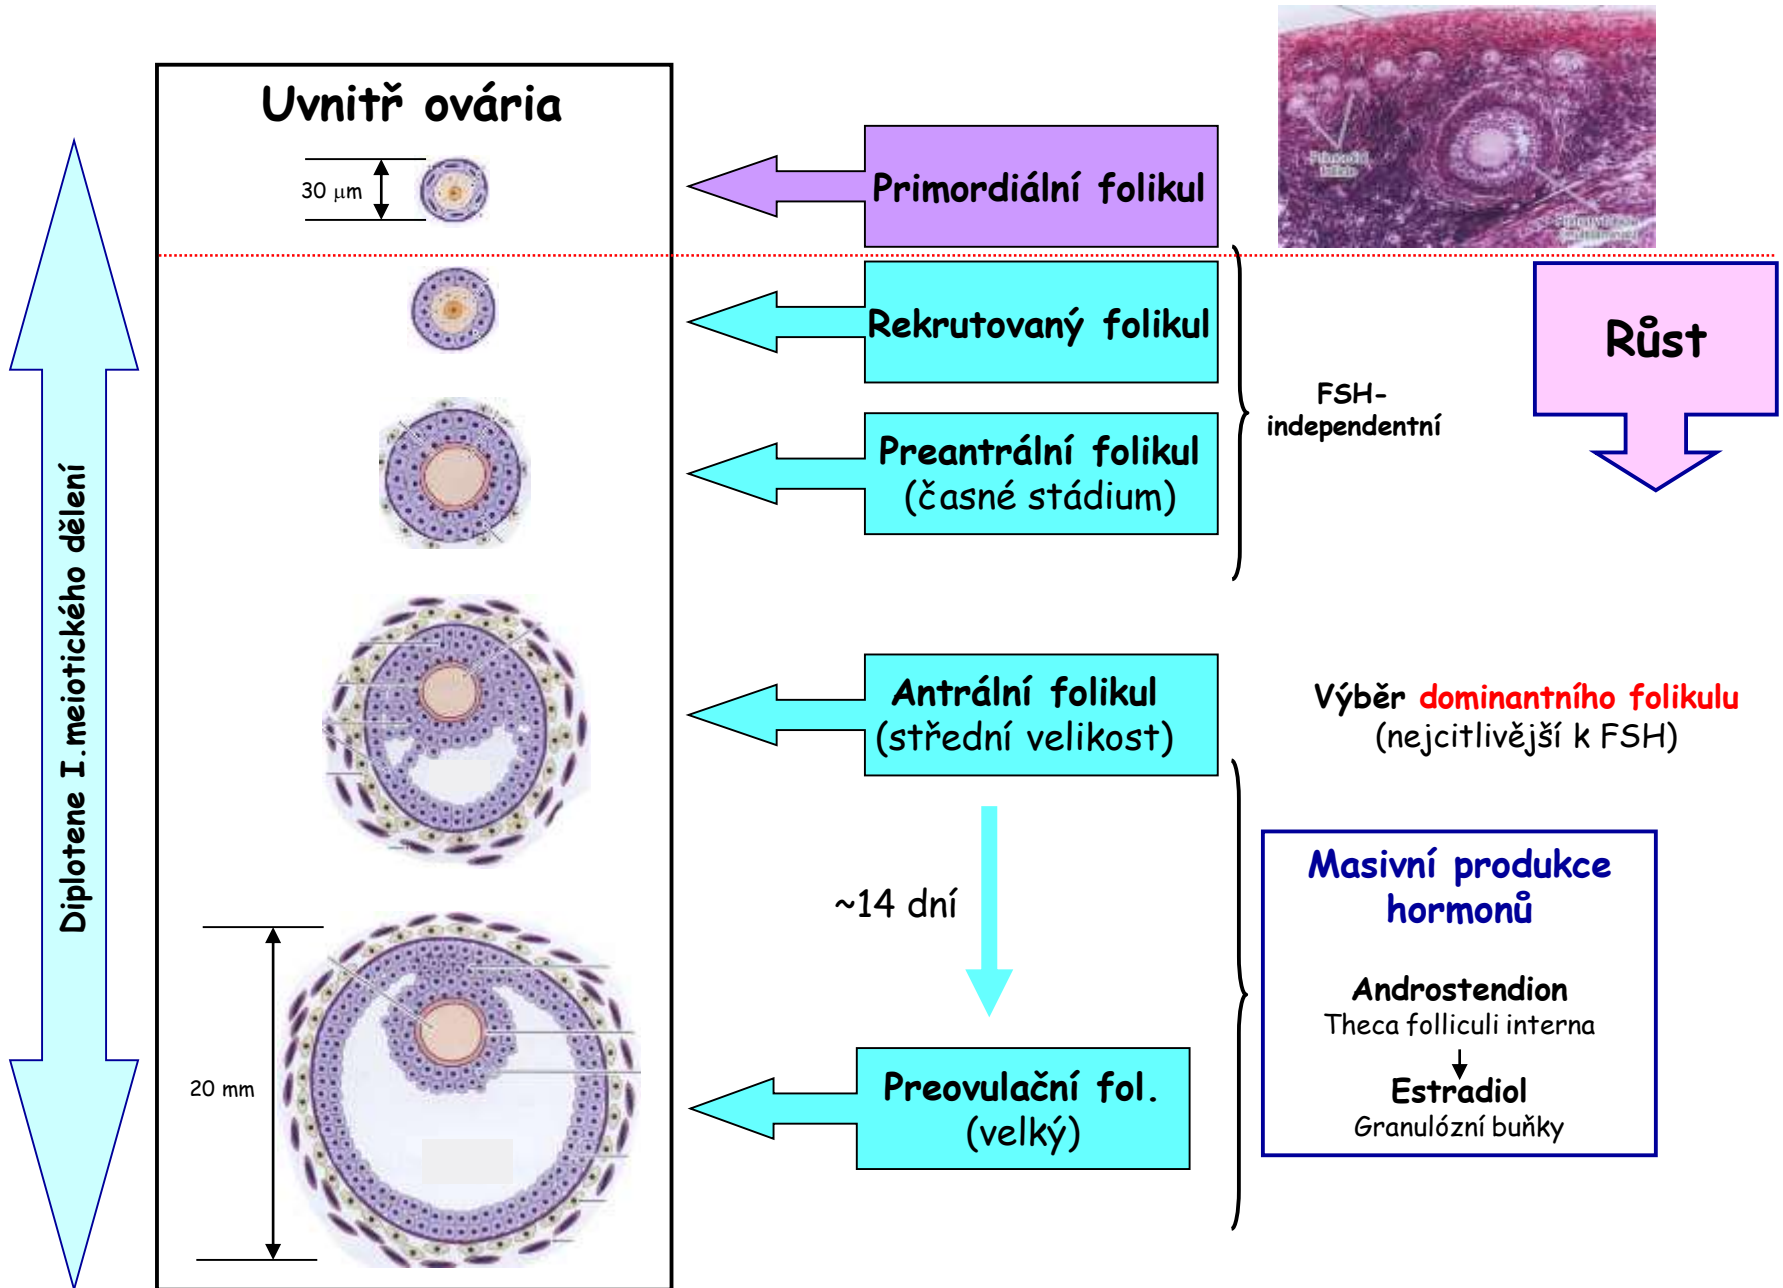 Uvnitř ovária
30 μm
20 mm
Diplotene I.meiotického dělení
Primordiální folikul
Rekrutovaný folikul
Preantrální folikul
(časné stádium)
Antrální folikul
(střední velikost)
~14 dní
Preovulační fol.
(velký)
FSH-
independentní
Růst
Výběr dominantního folikulu
(nejcitlivější k FSH)
Masivní produkce
hormonů
Androstendion
Theca folliculi interna
Estradiol
Granulózní buňky